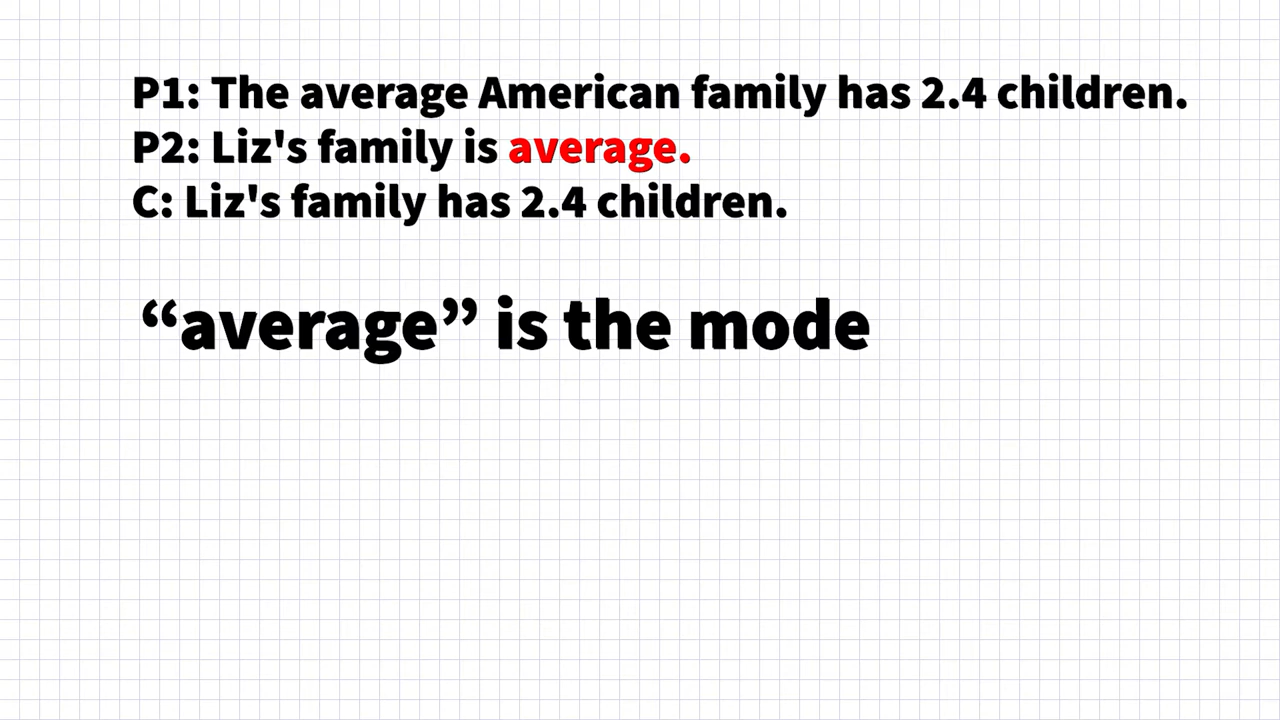 P1: The average American family has 2.4 children.
P2: Liz's family is average.
C: Liz's family has 2.4 children.
“average” is the mode